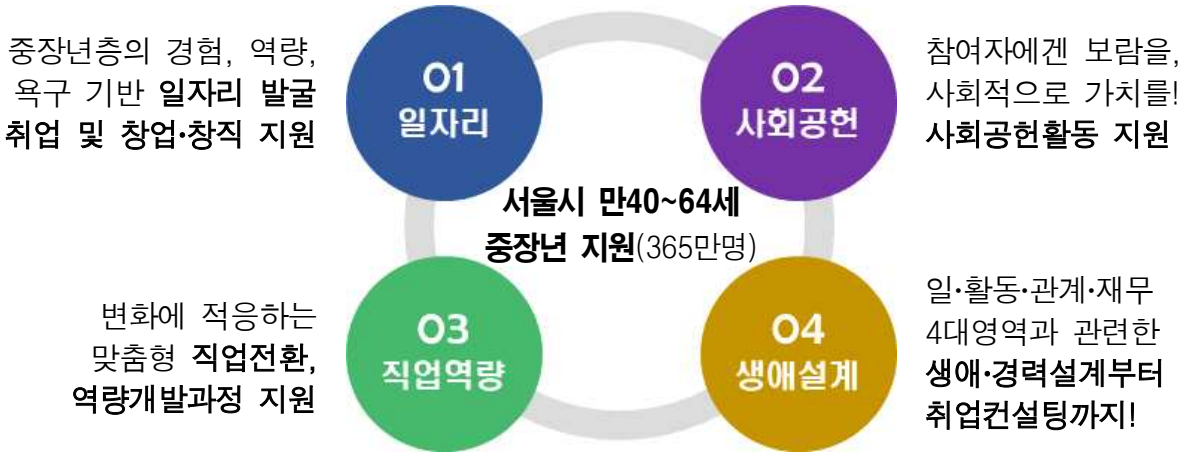 중장년층의 경험, 역량,
욕구 기반 일자리 발굴
취업 및 창업·창직 지원
01
일자리
02
사회공헌
참여자에겐 보람을,
사회적으로 가치를!
사회공헌활동 지원
서울시 만40~64세
중장년 지원(365만명)
변화에 적응하는
맞춤형 직업전환,
역량개발과정 지원
03
직업역량
04
생애설계
일·활동·관계·재무
4대영역과 관련한
생애·경력설계부터
취업컨설팅까지!